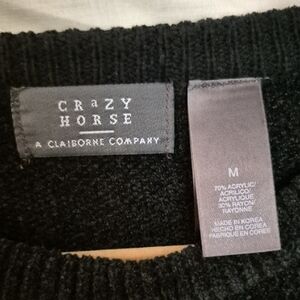 CRaZY
HORSE
A CLAIBORNE COMPANY
M
70% ACRYLIC/
ACRILICO/
ACRYLIQUE
30% RAYON/
RAYONNE
MADE IN KOREA
HECHO EN COREA
FABRIQUE EN COREE